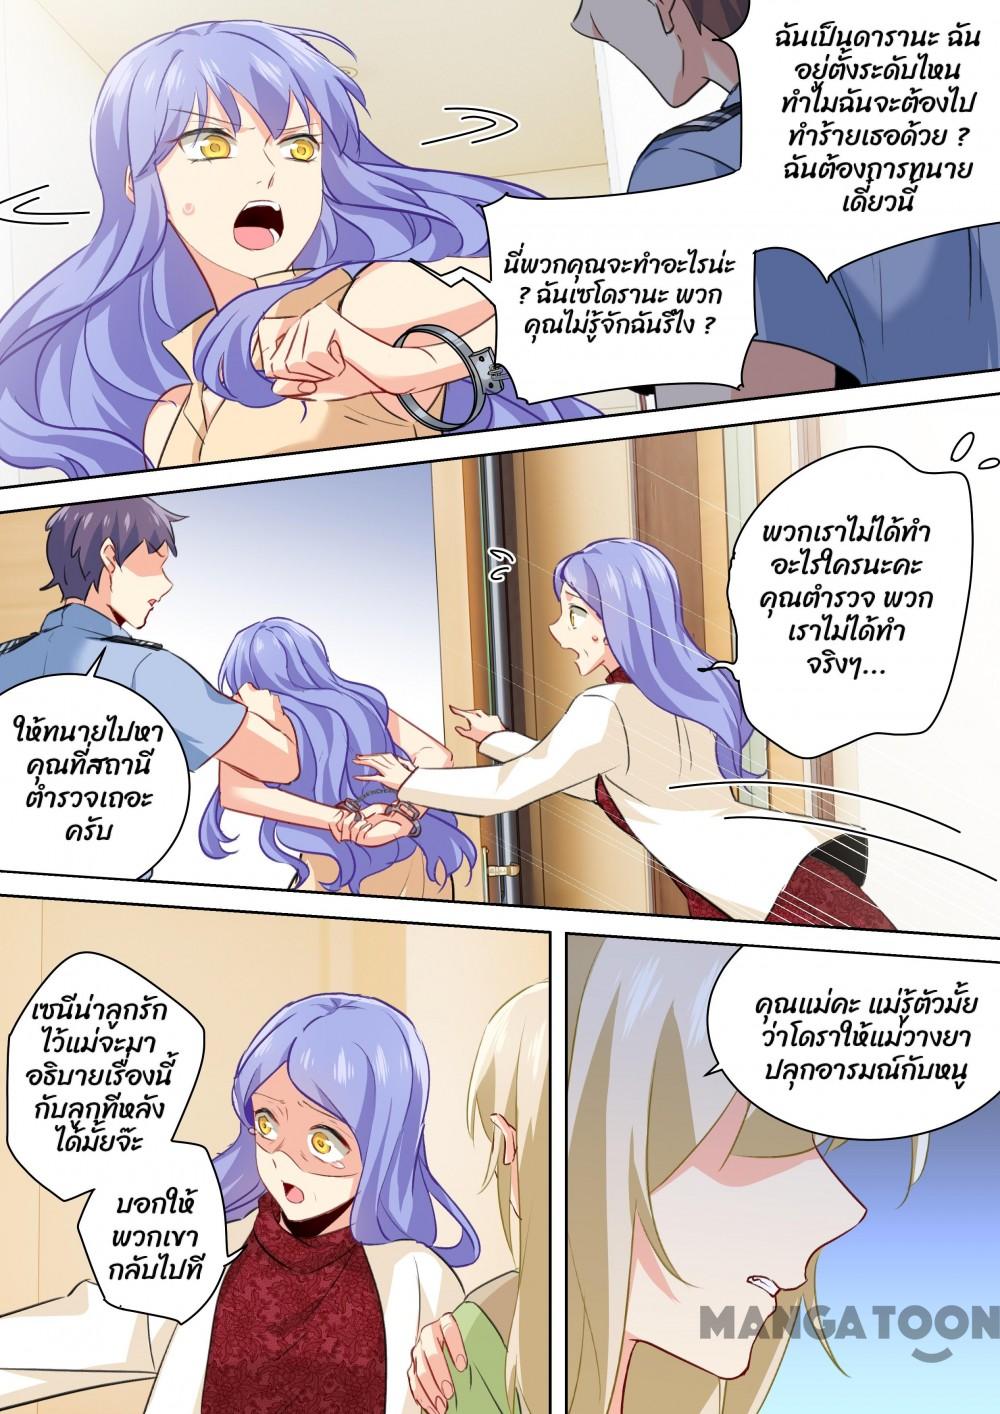 ฉันเป็นดารานะ ฉัน
อยู่ตั้งระดับไหน
ทำไมฉันจะต้องไป
ทำร้ายเธอด้วย ?
ฉันต้องการทนาย
เดี๋ยวนี้
นี่พวกคุณจะทำอะไรน่ะ
? ฉันเซโดรานะ พวก
คุณไม่รู้จักฉันรึไง ?
พวกเราไม่ได้ทำ
อะไรใครนะคะ
คุณตำรวจ พวก
เราไม่ได้ทำ
จริงๆ...
ให้ทนายไปหา
คุณที่สถานี
ตำรวจเถอะ
ครับ
เซนีน่าลูกรัก
ไว้แม่จะมา
อธิบายเรื่องนี้
กับลูกทีหลัง
ได้มั้ยจ๊ะ
บอกให้
พวกเขา
กลับไปที
คุณแม่คะ แม่รู้ตัวมั้ย
ว่าโดราให้แม่วางยา
ปลุกอารมณ์กับหนู
MANGATOON